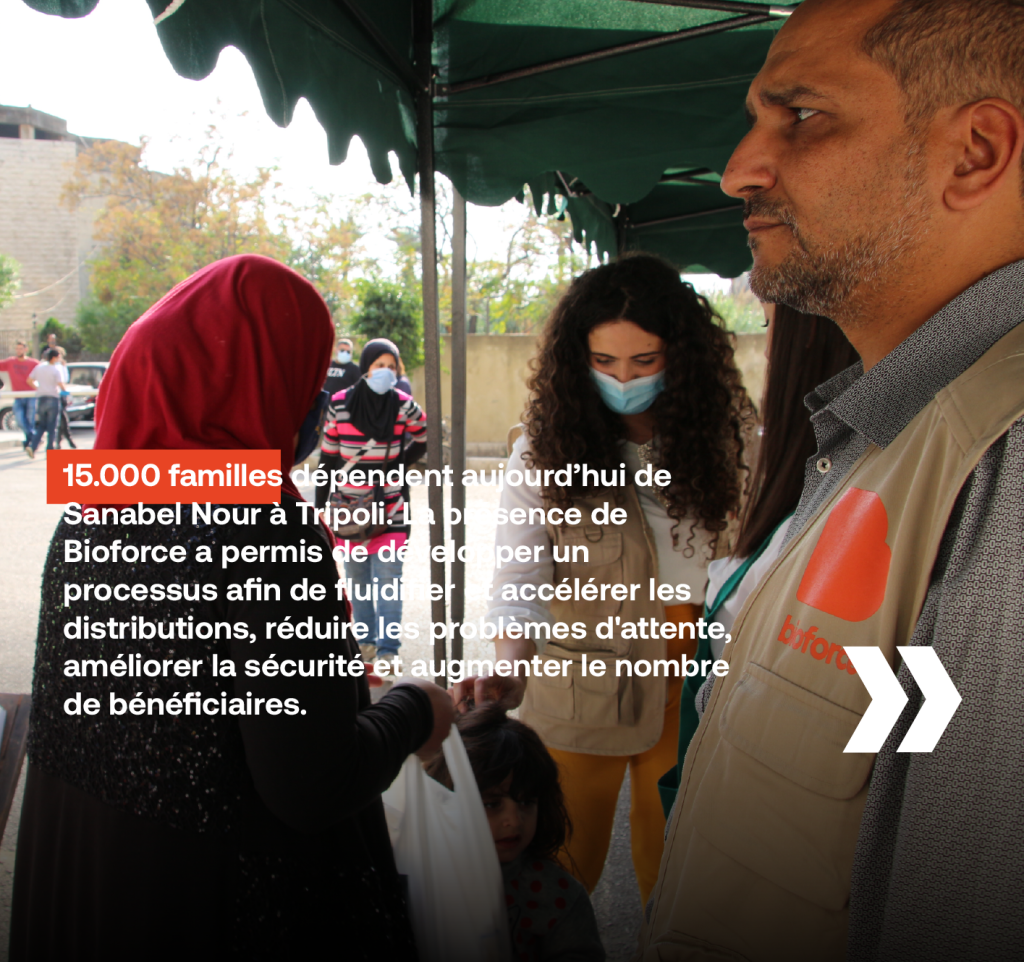 15.000 familles dépendent aujourd’hui de
Sanabel Nour à Tripoli. La présence de
Bioforce a permis de développer un
processus afin de fluidifier et accélérer les
distributions, réduire les problèmes d'attente,
améliorer la sécurité et augmenter le nombre
de bénéficiaires.
bioforce